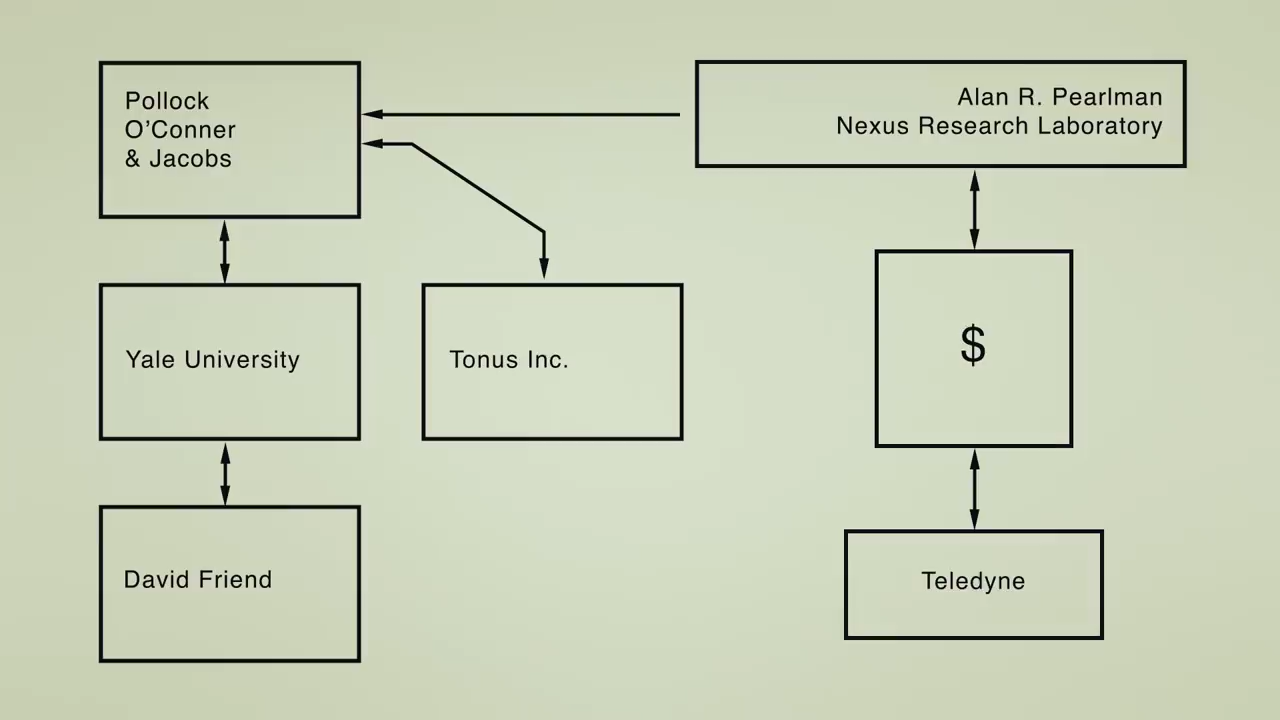 Pollock
O’Conner
& Jacobs
Alan R. Pearlman
Nexus Research Laboratory
Yale University
Tonus Inc.
$
David Friend
Teledyne